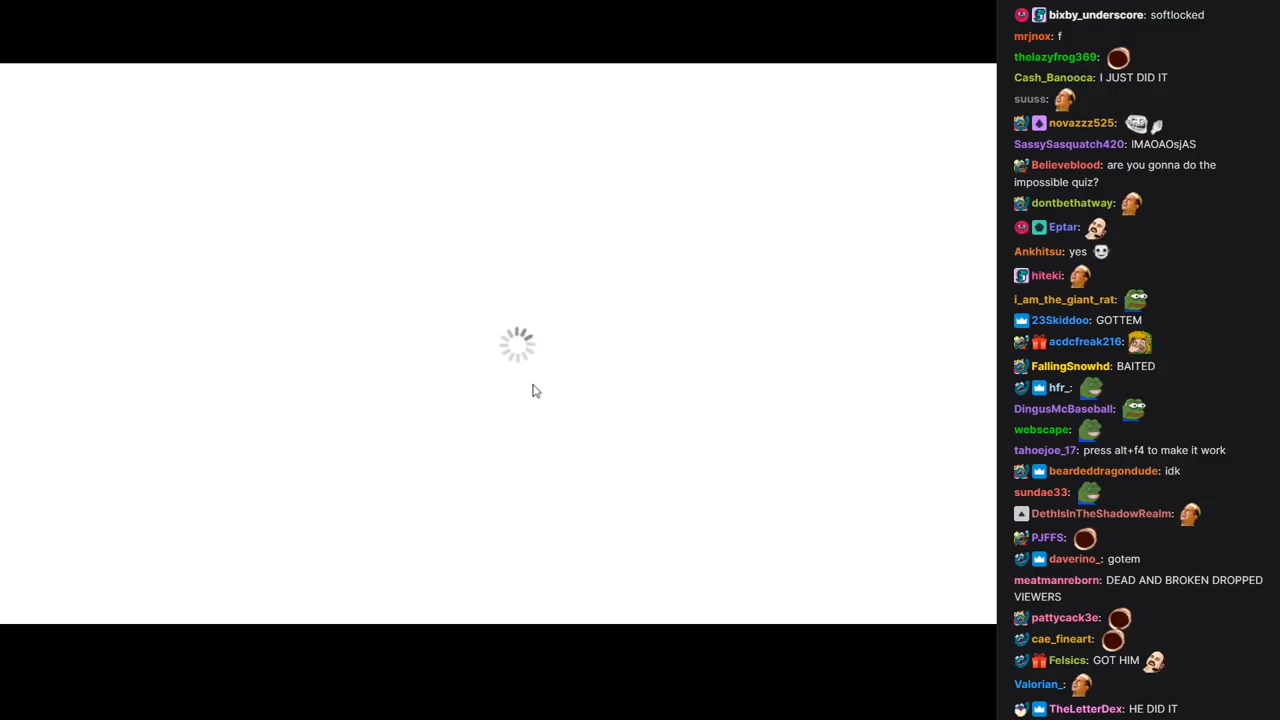 bixby_underscore: softlocked
mrjnox: f
thelazyfrog369:
Cash_Banooca: I JUST DID IT
suuss:
novazzz525:
SassySasquatch420: lMAOAOsjAS
Believeblood: are you gonna do the
impossible quiz?
dontbethatway:
Eptar:
Ankhitsu: yes
hiteki:
i_am_the_giant_rat:
23Skiddoo: GOTTEM
acdcfreak216:
FallingSnowhd: BAITED
hfr_:
DingusMcBaseball:
webscape:
tahoejoe_17: press alt+f4 to make it work
beardeddragondude: idk
sundae33:
DethIsInTheShadowRealm:
PJFFS:
daverino_: gotem
meatmanreborn: DEAD AND BROKEN DROPPED
VIEWERS
pattycack3e:
cae_fineart:
Felsics: GOT HIM
Valorian_:
TheLetterDex: HE DID IT